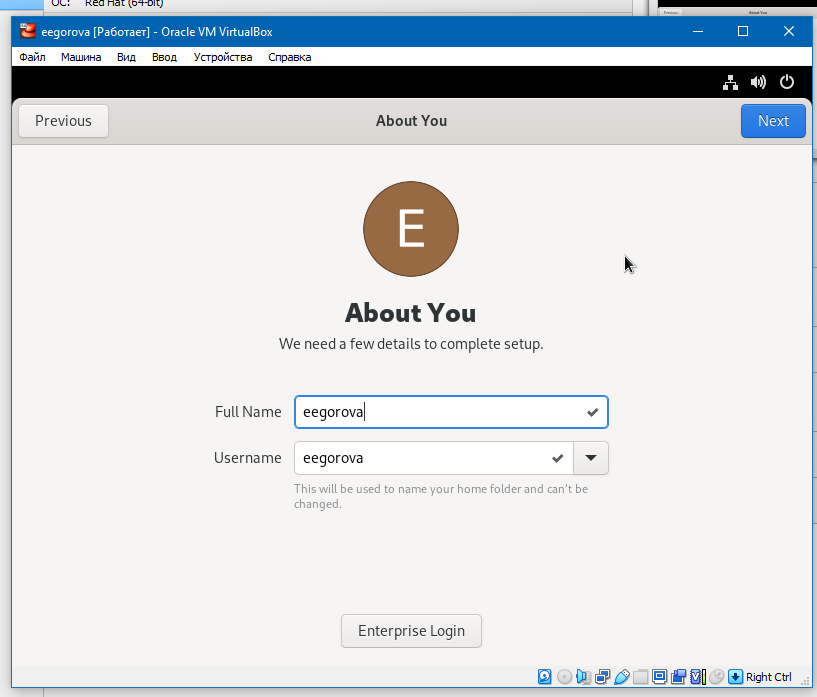 ОС: Red Hat (64-bit)
eegorova [Работает] - Oracle VM VirtualBox
Файл Машина Вид Ввод Устройства Справка
Previous About You Next
E
About You
We need a few details to complete setup.
Full Name eegorova
Username eegorova
This will be used to name your home folder and can't be
changed.
Enterprise Login
Right Ctrl